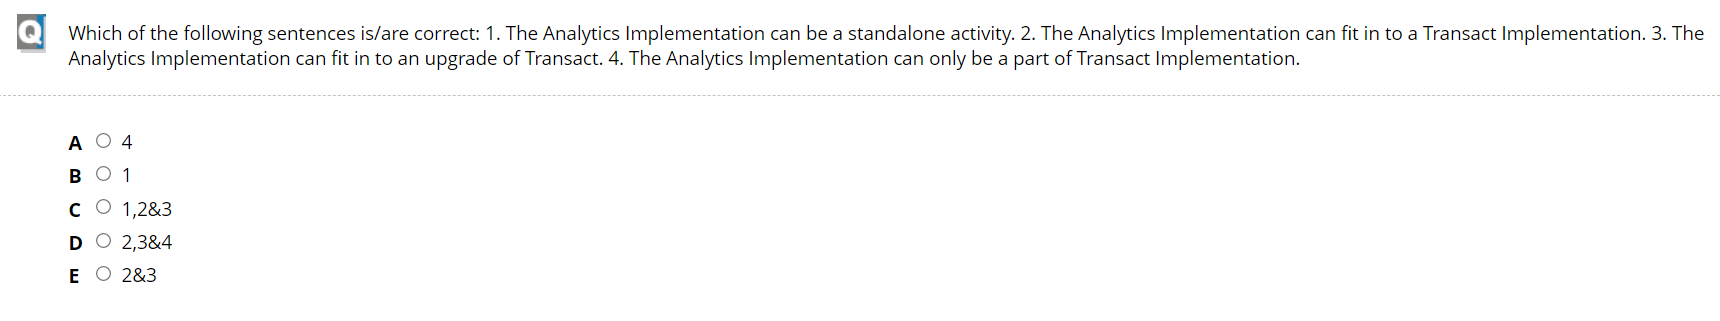 Q
Which of the following sentences is/are correct: 1. The Analytics Implementation can be a standalone activity. 2. The Analytics Implementation can fit in to a Transact Implementation. 3. The
Analytics Implementation can fit in to an upgrade of Transact. 4. The Analytics Implementation can only be a part of Transact Implementation.
A 4
B 1
C 1,2&3
D 2,3&4
E 2&3